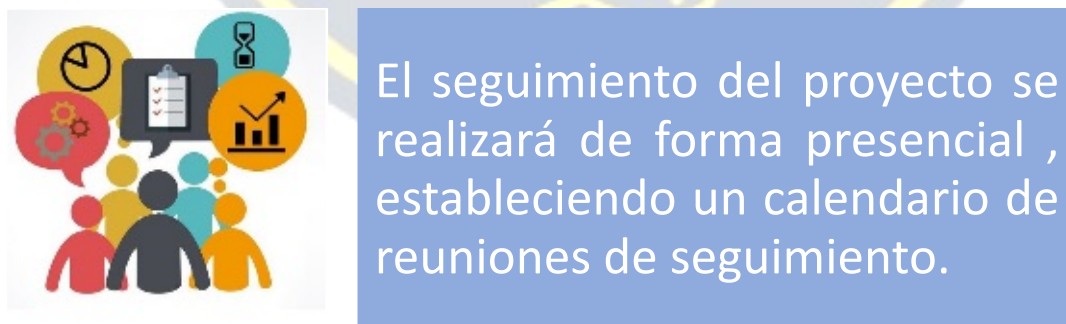 El seguimiento del proyecto se
realizará de forma presencial ,
estableciendo un calendario de
reuniones de seguimiento.